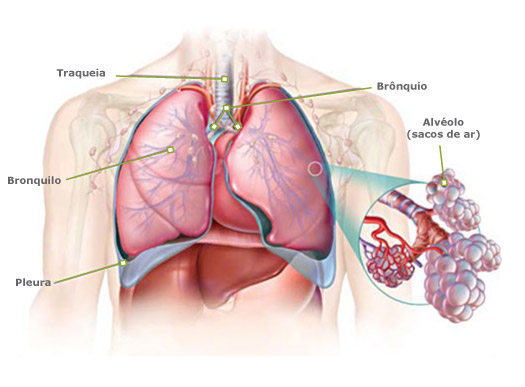 Traqueia
Brônquio
Alvéolo
(sacos de ar)
Bronquilo
Pleura